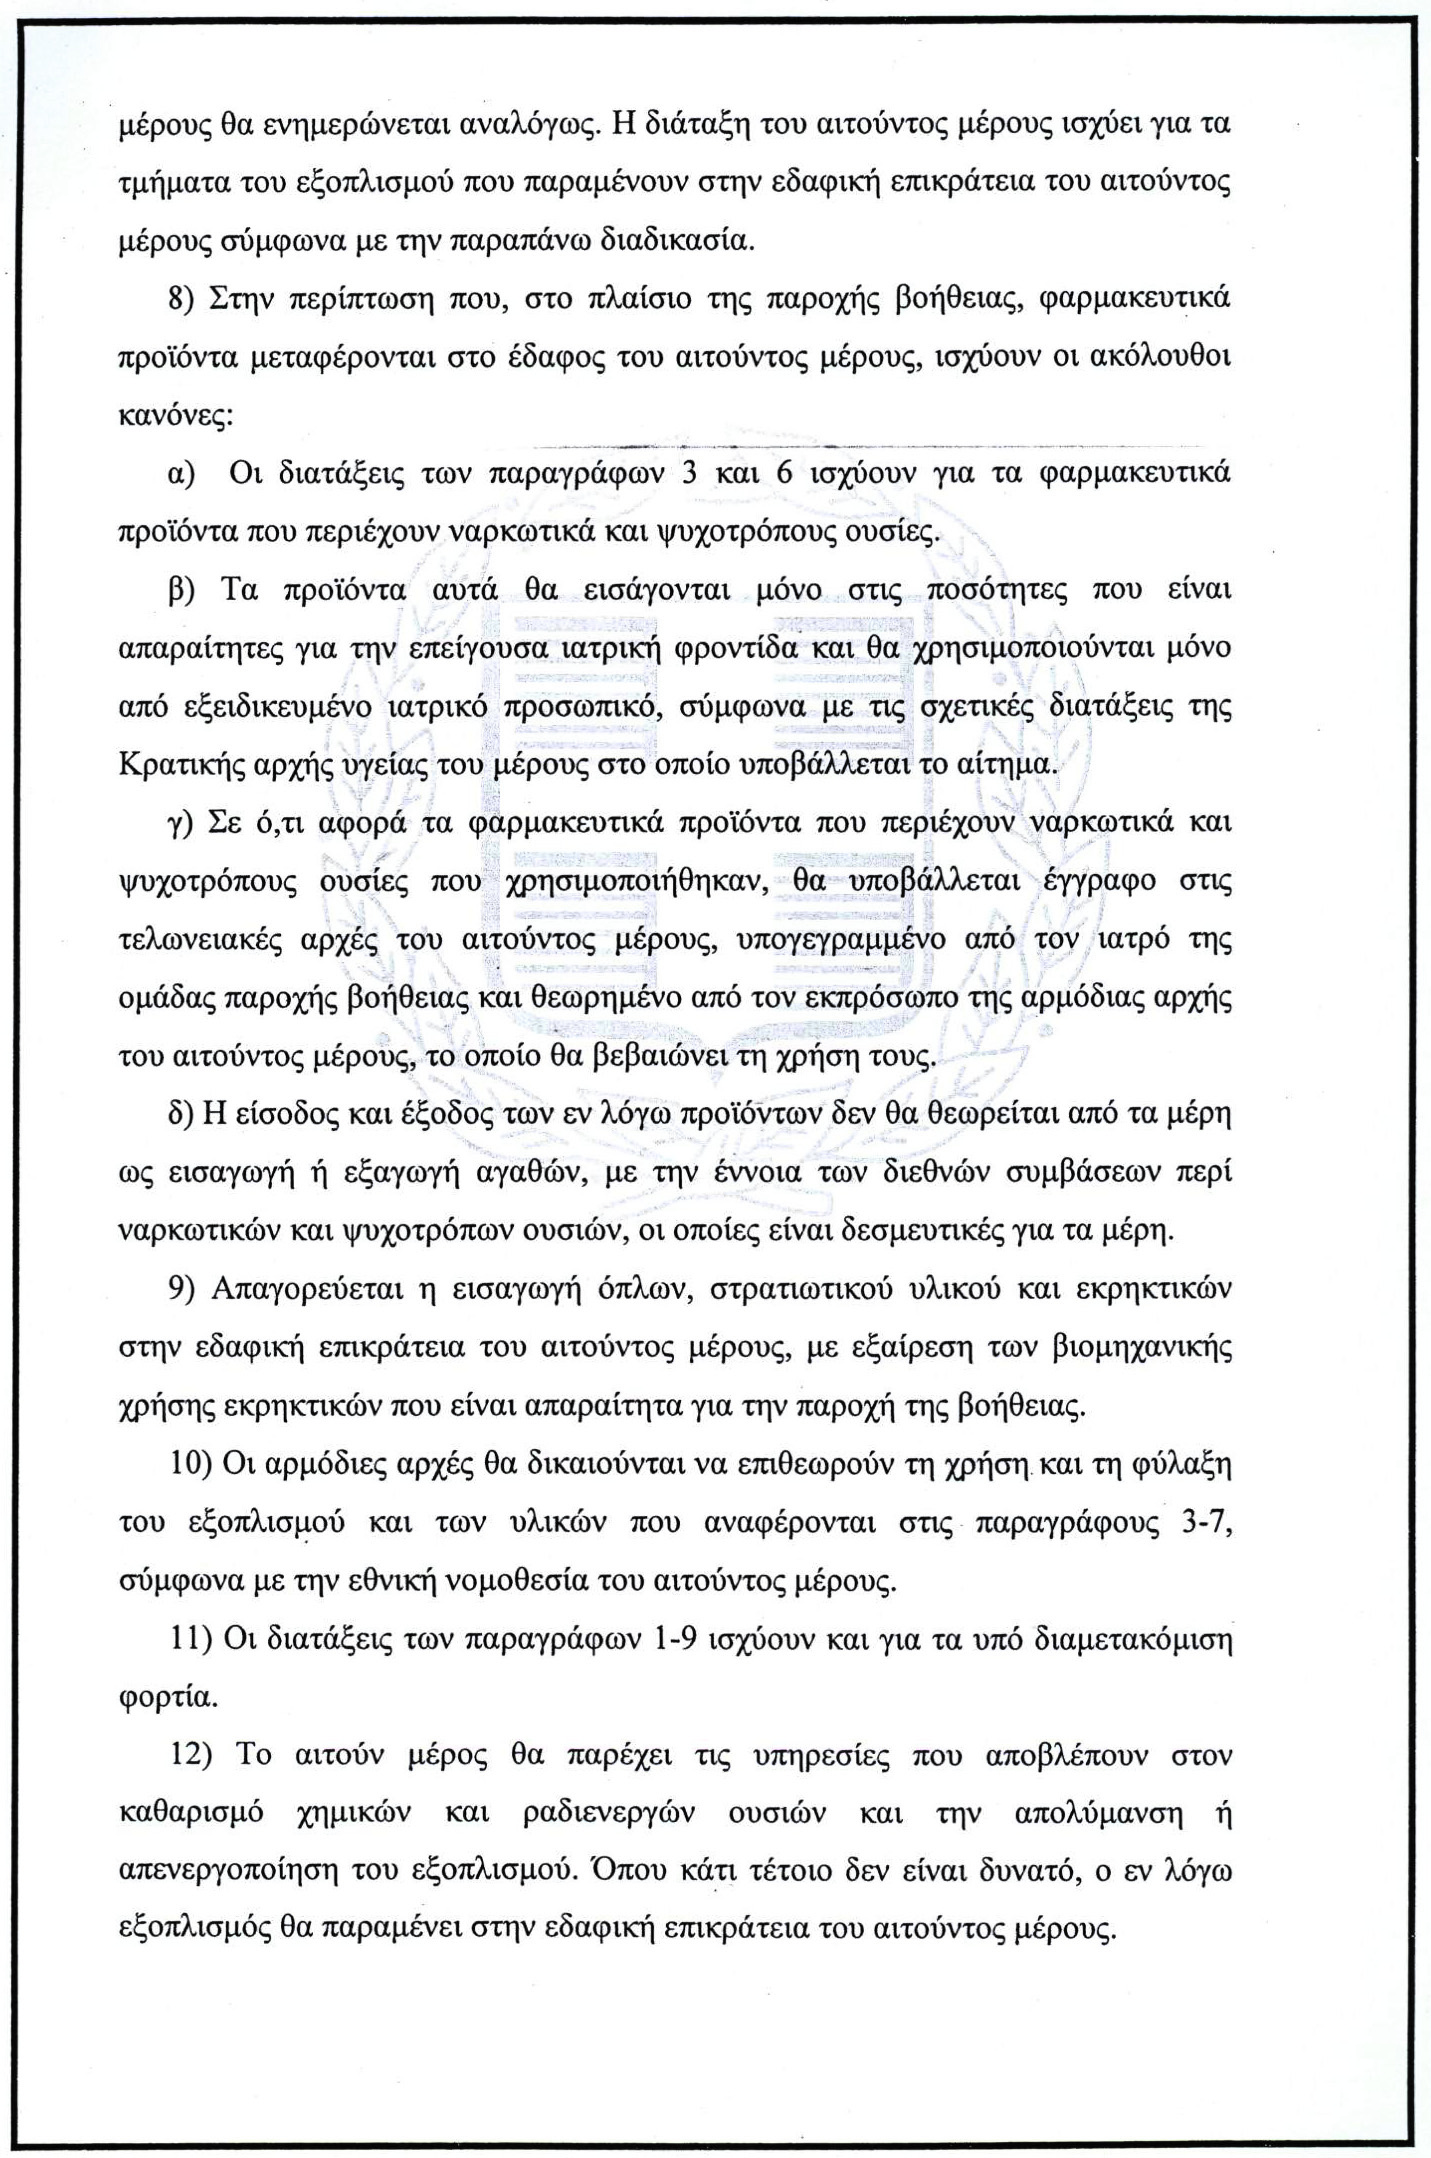 μέρους θα ενημερώνεται αναλόγως. Η διάταξη του αιτούντος μέρους ισχύει για τα
τμήματα του εξοπλισμού που παραμένουν στην εδαφική επικράτεια του αιτούντος
μέρους σύμφωνα με την παραπάνω διαδικασία.
8) Στην περίπτωση που, στο πλαίσιο της παροχής βοήθειας, φαρμακευτικά
προϊόντα μεταφέρονται στο έδαφος του αιτούντος μέρους, ισχύουν οι ακόλουθοι
κανόνες:
α) Οι διατάξεις των παραγράφων 3 και 6 ισχύουν για τα φαρμακευτικά
προϊόντα που περιέχουν ναρκωτικά και ψυχοτρόπους ουσίες.
β) Τα προϊόντα αυτά θα εισάγονται μόνο στις ποσότητες που είναι
απαραίτητες για την επείγουσα ιατρική φροντίδα και θα χρησιμοποιούνται μόνο
από εξειδικευμένο ιατρικό προσωπικό, σύμφωνα με τις σχετικές διατάξεις της
Κρατικής αρχής υγείας του μέρους στο οποίο υποβάλλεται το αίτημα.
γ) Σε ό,τι αφορά τα φαρμακευτικά προϊόντα που περιέχουν ναρκωτικά και
ψυχοτρόπους ουσίες που χρησιμοποιήθηκαν, θα υποβάλλεται έγγραφο στις
τελωνειακές αρχές του αιτούντος μέρους, υπογεγραμμένο από τον ιατρό της
ομάδας παροχής βοήθειας και θεωρημένο από τον εκπρόσωπο της αρμόδιας αρχής
του αιτούντος μέρους, το οποίο θα βεβαιώνει τη χρήση τους.
δ) Η είσοδος και έξοδος των εν λόγω προϊόντων δεν θα θεωρείται από τα μέρη
ως εισαγωγή ή εξαγωγή αγαθών, με την έννοια των διεθνών συμβάσεων περί
ναρκωτικών και ψυχοτρόπων ουσιών, οι οποίες είναι δεσμευτικές για τα μέρη.
9) Απαγορεύεται η εισαγωγή όπλων, στρατιωτικού υλικού και εκρηκτικών
στην εδαφική επικράτεια του αιτούντος μέρους, με εξαίρεση των βιομηχανικής
χρήσης εκρηκτικών που είναι απαραίτητα για την παροχή της βοήθειας.
10) Οι αρμόδιες αρχές θα δικαιούνται να επιθεωρούν τη χρήση και τη φύλαξη
του εξοπλισμού και των υλικών που αναφέρονται στις παραγράφους 3-7,
σύμφωνα με την εθνική νομοθεσία του αιτούντος μέρους.
11) Οι διατάξεις των παραγράφων 1-9 ισχύουν και για τα υπό διαμετακόμιση
φορτία.
12) Το αιτούν μέρος θα παρέχει τις υπηρεσίες που αποβλέπουν στον
καθαρισμό χημικών και ραδιενεργών ουσιών και την απολύμανση ή
απενεργοποίηση του εξοπλισμού. Όπου κάτι τέτοιο δεν είναι δυνατό, ο εν λόγω
εξοπλισμός θα παραμένει στην εδαφική επικράτεια του αιτούντος μέρους.